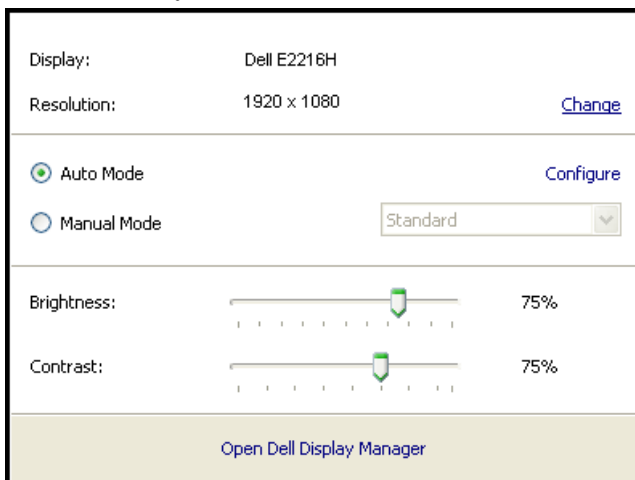 Display: Dell E2216H
Resolution: 1920 x 1080 Change
Auto Mode Configure
Manual Mode Standard
Brightness: 75%
Contrast: 75%
Open Dell Display Manager